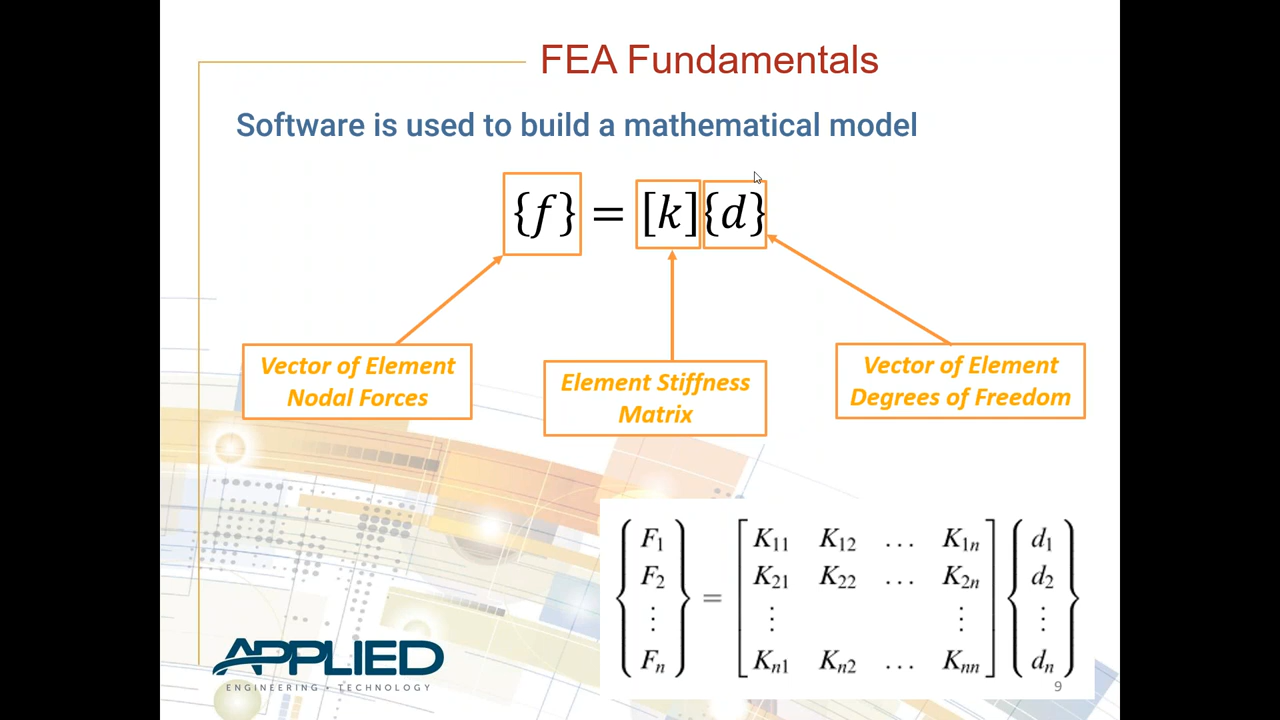 FEA Fundamentals
Software is used to build a mathematical model
{f} = [k]{d}
Vector of Element
Nodal Forces
Element Stiffness
Matrix
Vector of Element
Degrees of Freedom
F₁ K₁₁ K₁₂ … K₁ₙ d₁
F₂ = K₂₁ K₂₂ … K₂ₙ d₂
⋮ ⋮ ⋮ ⋮
Fₙ Kₙ₁ Kₙ₂ … Kₙₙ dₙ
APPLIED
ENGINEERING • TECHNOLOGY
9